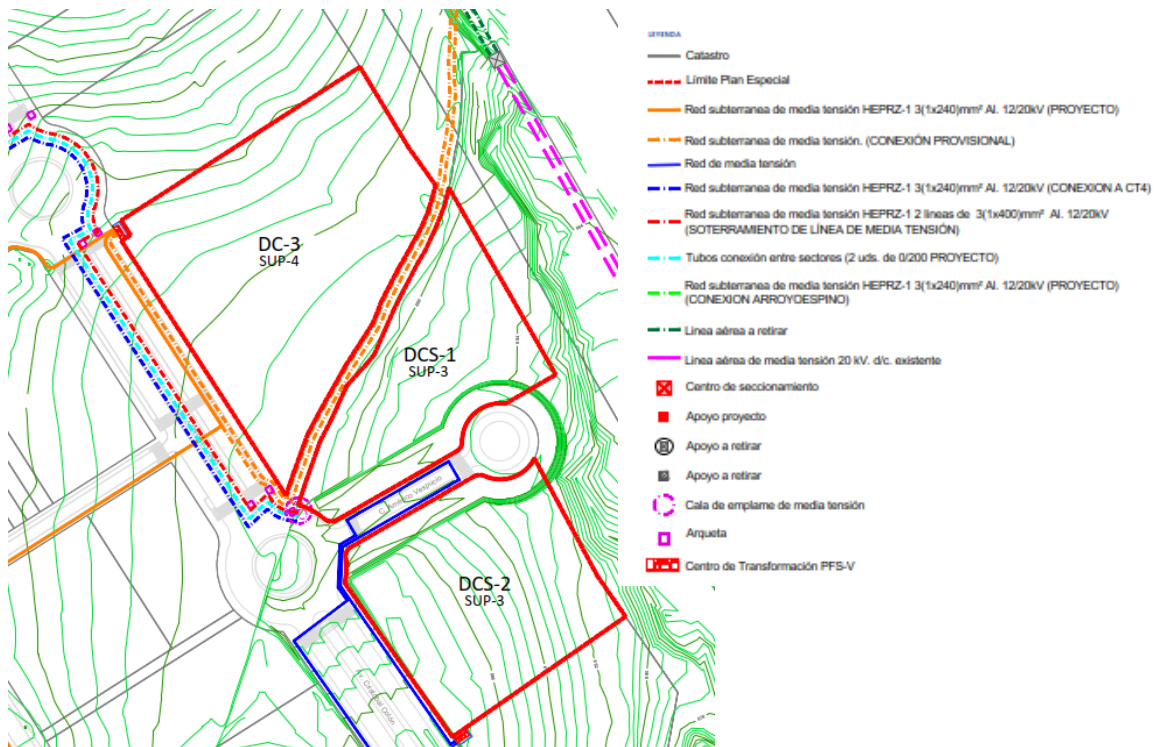 DC-3
SUP-4
DCS-1
SUP-3
C. Américo Vespucio
DCS-2
SUP-3
Av. Cristóbal Colón
LEYENDA
Catastro
Límite Plan Especial
Red subterranea de media tensión HEPRZ-1 3(1x240)mm² Al. 12/20kV (PROYECTO)
Red subterranea de media tensión. (CONEXIÓN PROVISIONAL)
Red de media tensión
Red subterranea de media tensión HEPRZ-1 3(1x240)mm² Al. 12/20kV (CONEXION A CT4)
Red subterranea de media tensión HEPRZ-1 2 lineas de 3(1x400)mm² Al. 12/20kV
(SOTERRAMIENTO DE LÍNEA DE MEDIA TENSIÓN)
Tubos conexión entre sectores (2 uds. de 0/200 PROYECTO)
Red subterranea de media tensión HEPRZ-1 3(1x240)mm² Al. 12/20kV (PROYECTO)
(CONEXION ARROYOESPINO)
Linea aérea a retirar
Linea aérea de media tensión 20 kV. d/c. existente
Centro de seccionamiento
Apoyo proyecto
Apoyo a retirar
Apoyo a retirar
Cala de emplame de media tensión
Arqueta
Centro de Transformación PFS-V